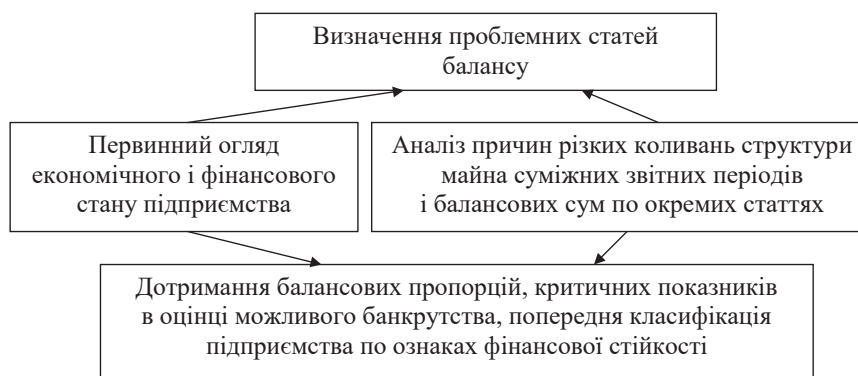 Визначення проблемних статей
балансу
Первинний огляд
економічного і фінансового
стану підприємства
Аналіз причин різких коливань структури
майна суміжних звітних періодів
і балансових сум по окремих статтях
Дотримання балансових пропорцій, критичних показників
в оцінці можливого банкрутства, попередня класифікація
підприємства по ознаках фінансової стійкості